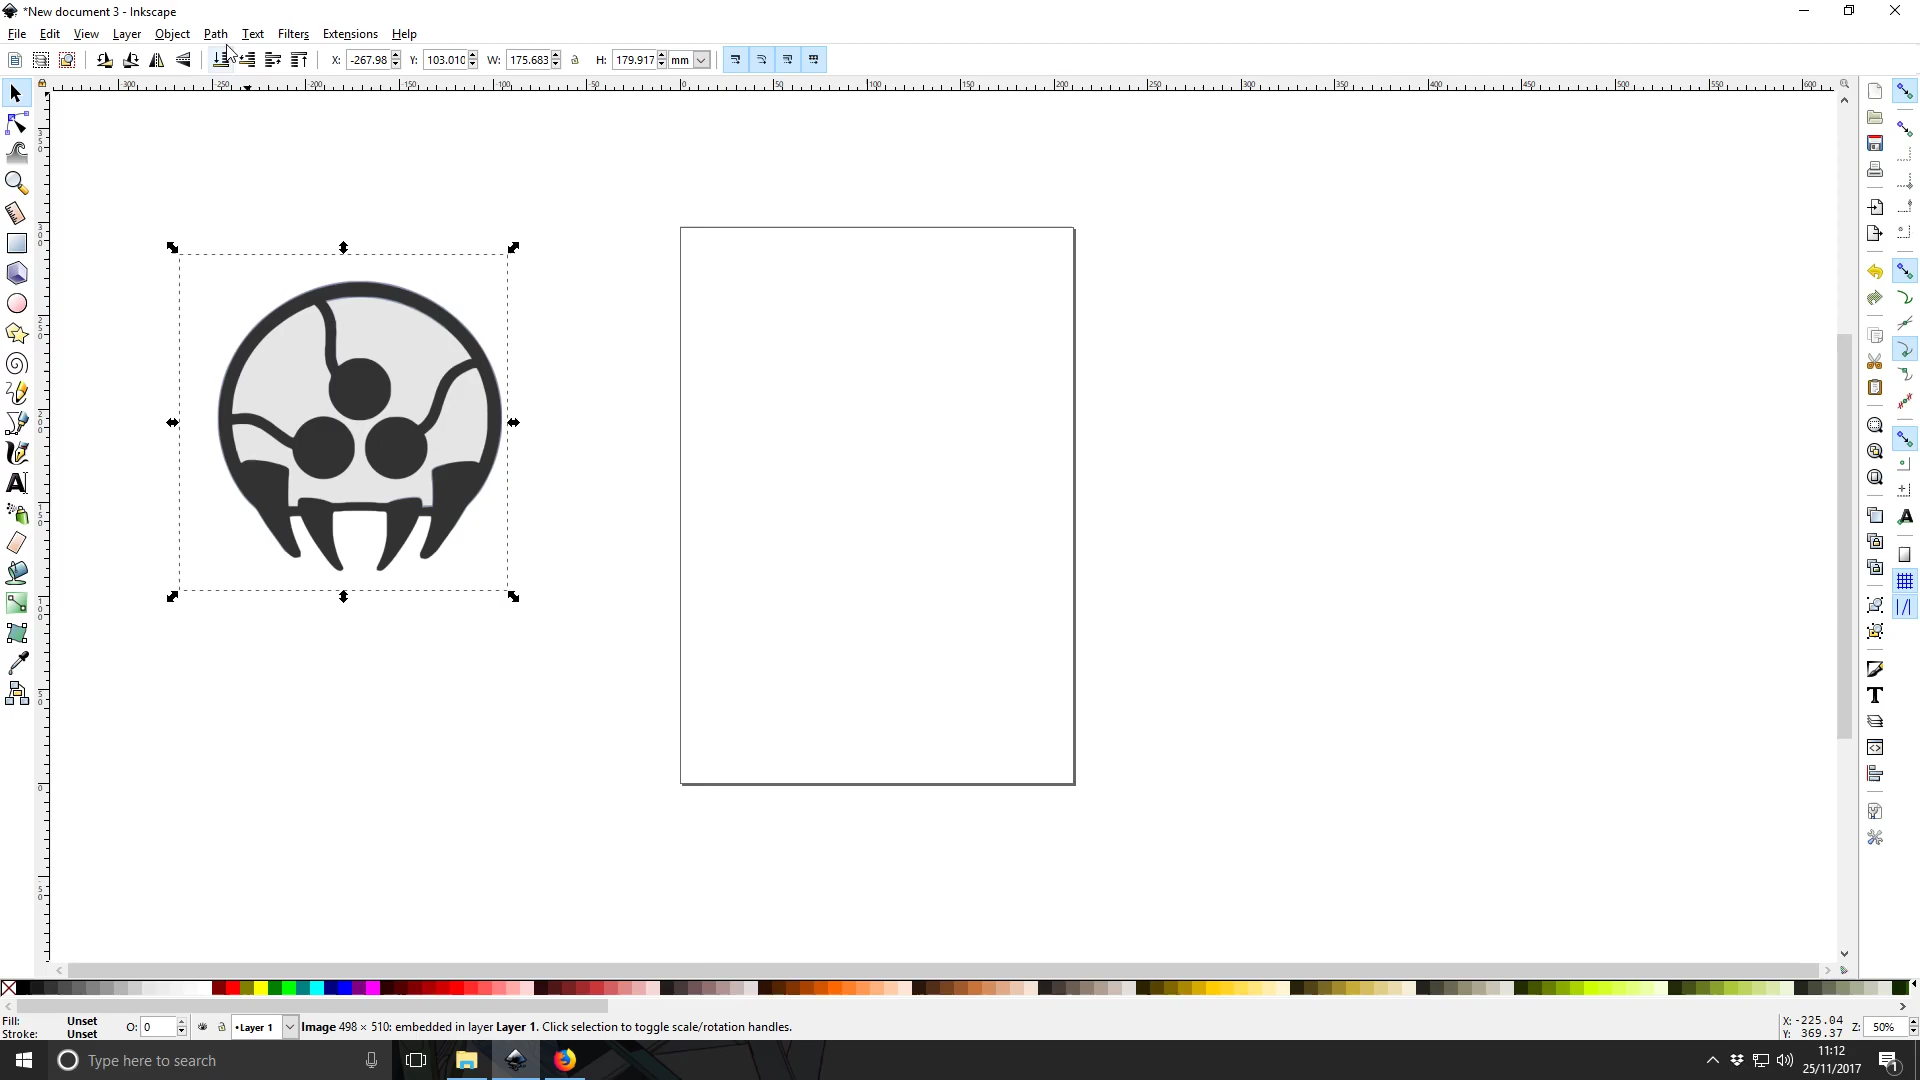 *New document 3 - Inkscape
File Edit View Layer Object Path Text Filters Extensions Help
X: -267.98 Y: 103.010 W: 175.683 H: 179.917 mm
Fill: Unset
Stroke: Unset
O: 0
•Layer 1
Image 498 × 510: embedded in layer Layer 1. Click selection to toggle scale/rotation handles.
X: -225.04
Y: 369.37
Z: 50%
Type here to search
11:12
25/11/2017